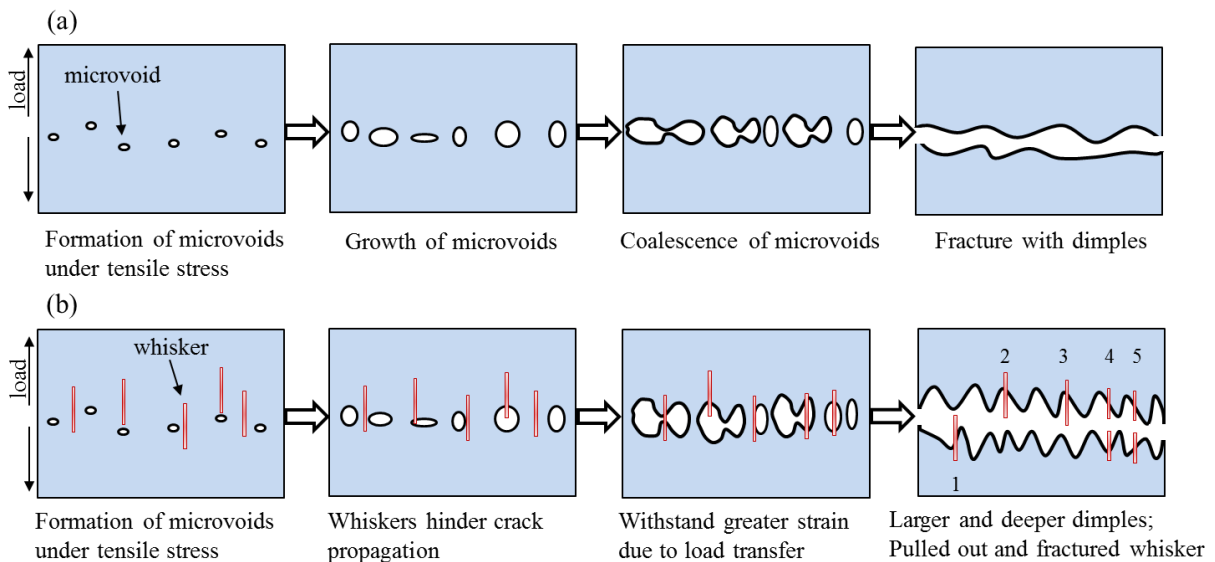 (a)
load
microvoid
Formation of microvoids
under tensile stress
Growth of microvoids
Coalescence of microvoids
Fracture with dimples
(b)
load
whisker
Formation of microvoids
under tensile stress
Whiskers hinder crack
propagation
Withstand greater strain
due to load transfer
2 3 4 5
1
Larger and deeper dimples;
Pulled out and fractured whisker